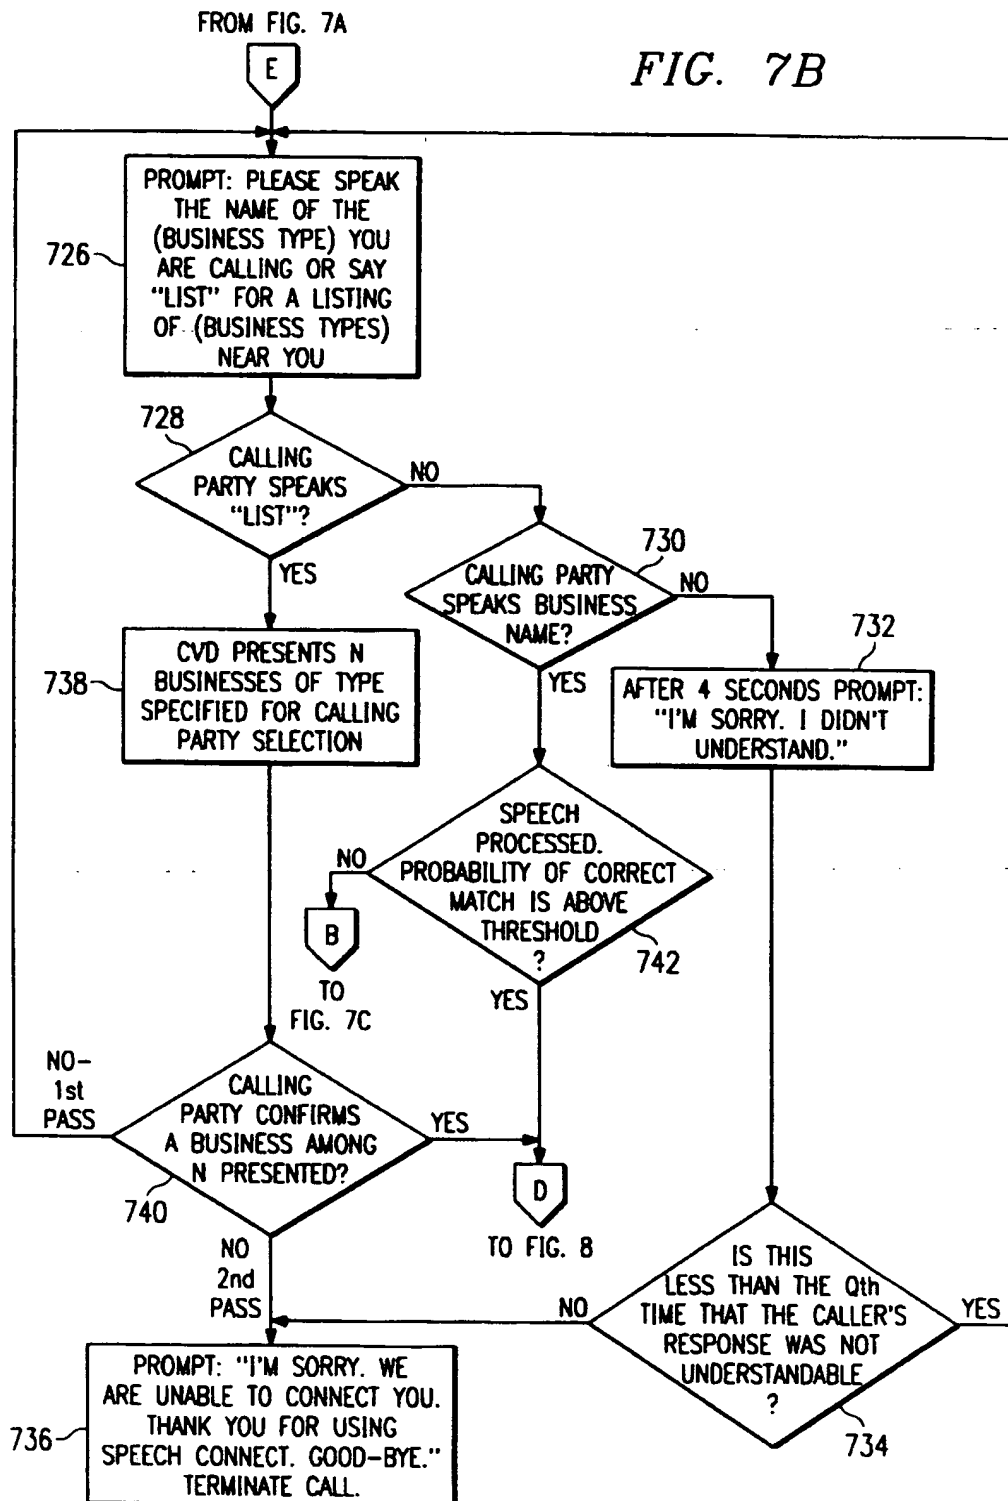 FROM FIG. 7A
E
FIG. 7B
PROMPT: PLEASE SPEAK
THE NAME OF THE
(BUSINESS TYPE) YOU
ARE CALLING OR SAY
"LIST" FOR A LISTING
OF (BUSINESS TYPES)
NEAR YOU
726
728
CALLING
PARTY SPEAKS
"LIST"?
NO
YES
730
CALLING PARTY
SPEAKS BUSINESS
NAME?
NO
YES
732
AFTER 4 SECONDS PROMPT:
"I'M SORRY. I DIDN'T
UNDERSTAND."
738
CVD PRESENTS N
BUSINESSES OF TYPE
SPECIFIED FOR CALLING
PARTY SELECTION
SPEECH
PROCESSED.
PROBABILITY OF CORRECT
MATCH IS ABOVE
THRESHOLD
?
742
NO
B
TO
FIG. 7C
YES
NO-
1st
PASS
CALLING
PARTY CONFIRMS
A BUSINESS AMONG
N PRESENTED?
740
YES
D
TO FIG. 8
NO
2nd
PASS
IS THIS
LESS THAN THE Qth
TIME THAT THE CALLER'S
RESPONSE WAS NOT
UNDERSTANDABLE
?
734
NO
YES
PROMPT: "I'M SORRY. WE
ARE UNABLE TO CONNECT YOU.
THANK YOU FOR USING
SPEECH CONNECT. GOOD-BYE."
TERMINATE CALL.
736